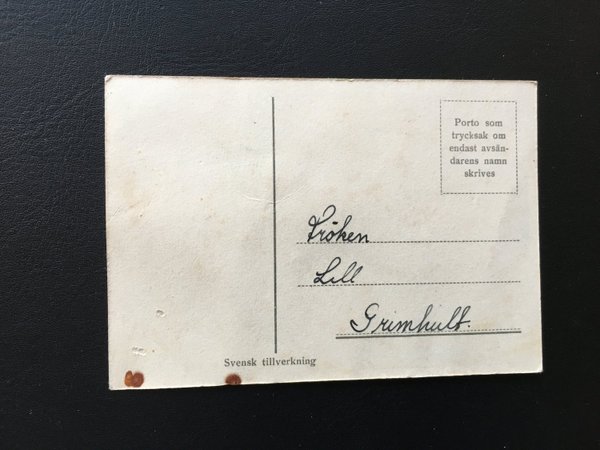 Porto som
trycksak om
endast avsän-
darens namn
skrives
Fröken
Lill
Grimhult.
Svensk tillverkning